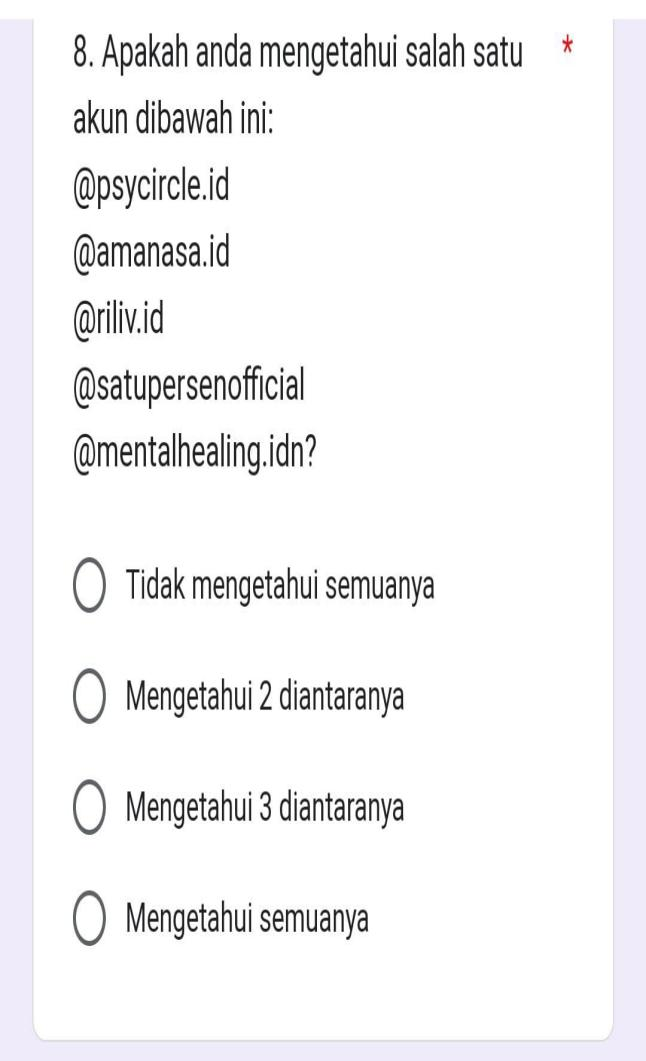 8. Apakah anda mengetahui salah satu *
akun dibawah ini:
@psycircle.id
@amanasa.id
@riliv.id
@satupersenofficial
@mentalhealing.idn?
Tidak mengetahui semuanya
Mengetahui 2 diantaranya
Mengetahui 3 diantaranya
Mengetahui semuanya